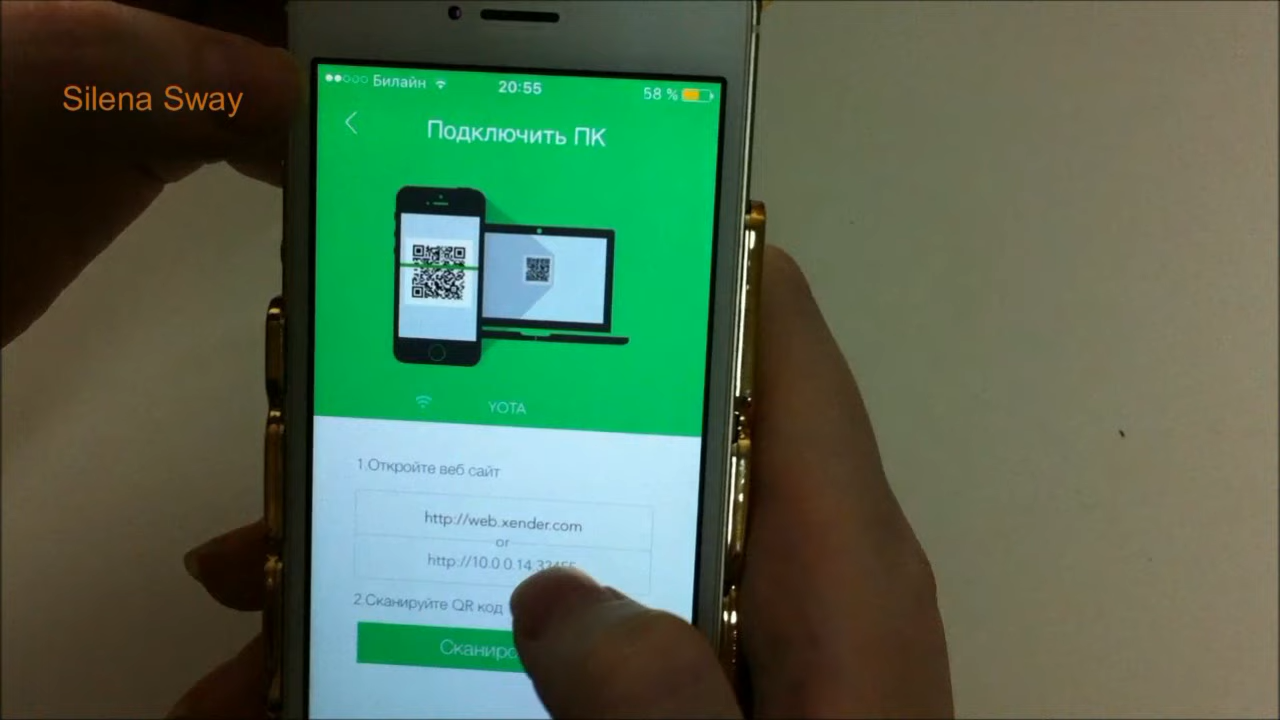 Silena Sway
Билайн 20:55 58 %
Подключить ПК
YOTA
1.Откройте веб сайт
http://web.xender.com
or
2.Сканируйте QR код